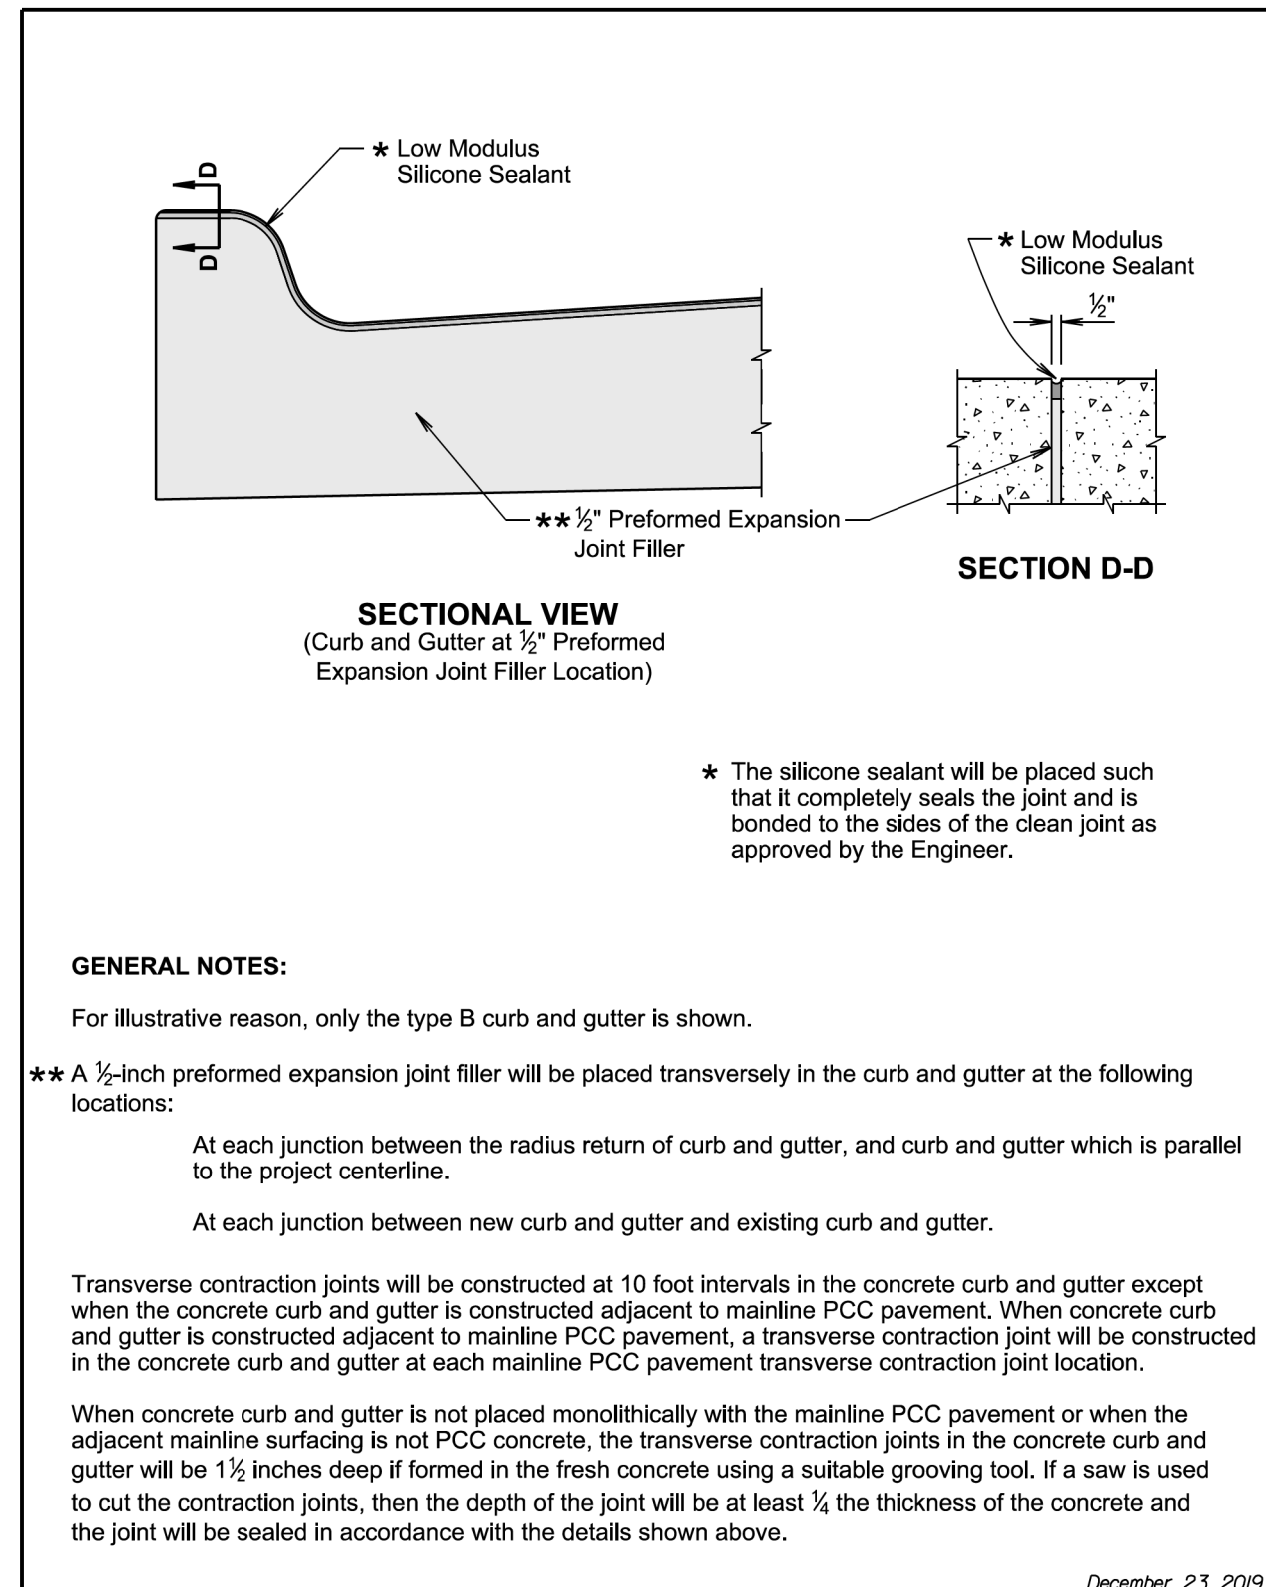 * Low Modulus
Silicone Sealant
D
D
* Low Modulus
Silicone Sealant
½"
** ½" Preformed Expansion
Joint Filler
SECTION D-D
SECTIONAL VIEW
(Curb and Gutter at ½" Preformed
Expansion Joint Filler Location)
* The silicone sealant will be placed such
that it completely seals the joint and is
bonded to the sides of the clean joint as
approved by the Engineer.
GENERAL NOTES:
For illustrative reason, only the type B curb and gutter is shown.
** A ½-inch preformed expansion joint filler will be placed transversely in the curb and gutter at the following
locations:
At each junction between the radius return of curb and gutter, and curb and gutter which is parallel
to the project centerline.
At each junction between new curb and gutter and existing curb and gutter.
Transverse contraction joints will be constructed at 10 foot intervals in the concrete curb and gutter except
when the concrete curb and gutter is constructed adjacent to mainline PCC pavement. When concrete curb
and gutter is constructed adjacent to mainline PCC pavement, a transverse contraction joint will be constructed
in the concrete curb and gutter at each mainline PCC pavement transverse contraction joint location.
When concrete curb and gutter is not placed monolithically with the mainline PCC pavement or when the
adjacent mainline surfacing is not PCC concrete, the transverse contraction joints in the concrete curb and
gutter will be 1½ inches deep if formed in the fresh concrete using a suitable grooving tool. If a saw is used
to cut the contraction joints, then the depth of the joint will be at least ¼ the thickness of the concrete and
the joint will be sealed in accordance with the details shown above.
December 23, 2019